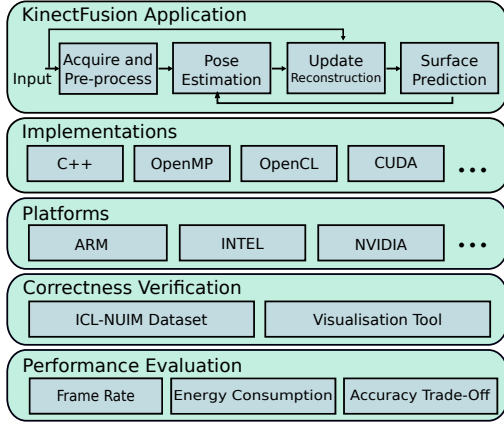 KinectFusion Application
Input
Acquire and
Pre-process
Pose
Estimation
Update
Reconstruction
Surface
Prediction
Implementations
C++
OpenMP
OpenCL
CUDA
...
Platforms
ARM
INTEL
NVIDIA
...
Correctness Verification
ICL-NUIM Dataset
Visualisation Tool
Performance Evaluation
Frame Rate
Energy Consumption
Accuracy Trade-Off